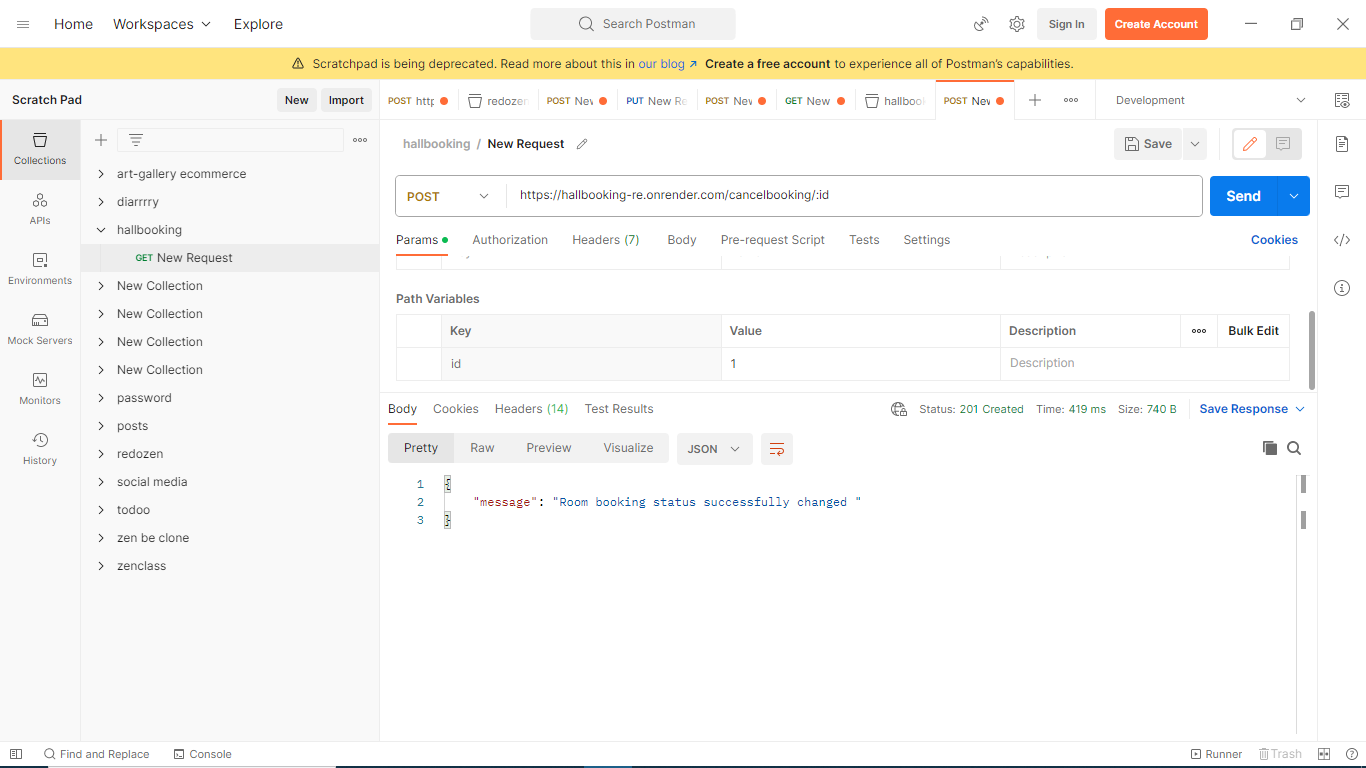 Home Workspaces Explore Search Postman Sign In Create Account
Scratchpad is being deprecated. Read more about this in our blog ↗ Create a free account to experience all of Postman's capabilities.
Scratch Pad New Import
POST http redozen POST New PUT New Re POST New GET New hallbook POST New Development
hallbooking / New Request Save
POST https://hallbooking-re.onrender.com/cancelbooking/:id Send
Params Authorization Headers (7) Body Pre-request Script Tests Settings Cookies
Path Variables
Key Value Description Bulk Edit
id 1 Description
Collections
APIs
Environments
Mock Servers
Monitors
History
art-gallery ecommerce
diarrrry
hallbooking
GET New Request
New Collection
New Collection
New Collection
New Collection
password
posts
redozen
social media
todoo
zen be clone
zenclass
Body Cookies Headers (14) Test Results Status: 201 Created Time: 419 ms Size: 740 B Save Response
Pretty Raw Preview Visualize JSON
1 {
2 "message": "Room booking status successfully changed "
3 }
Find and Replace Console Runner Trash